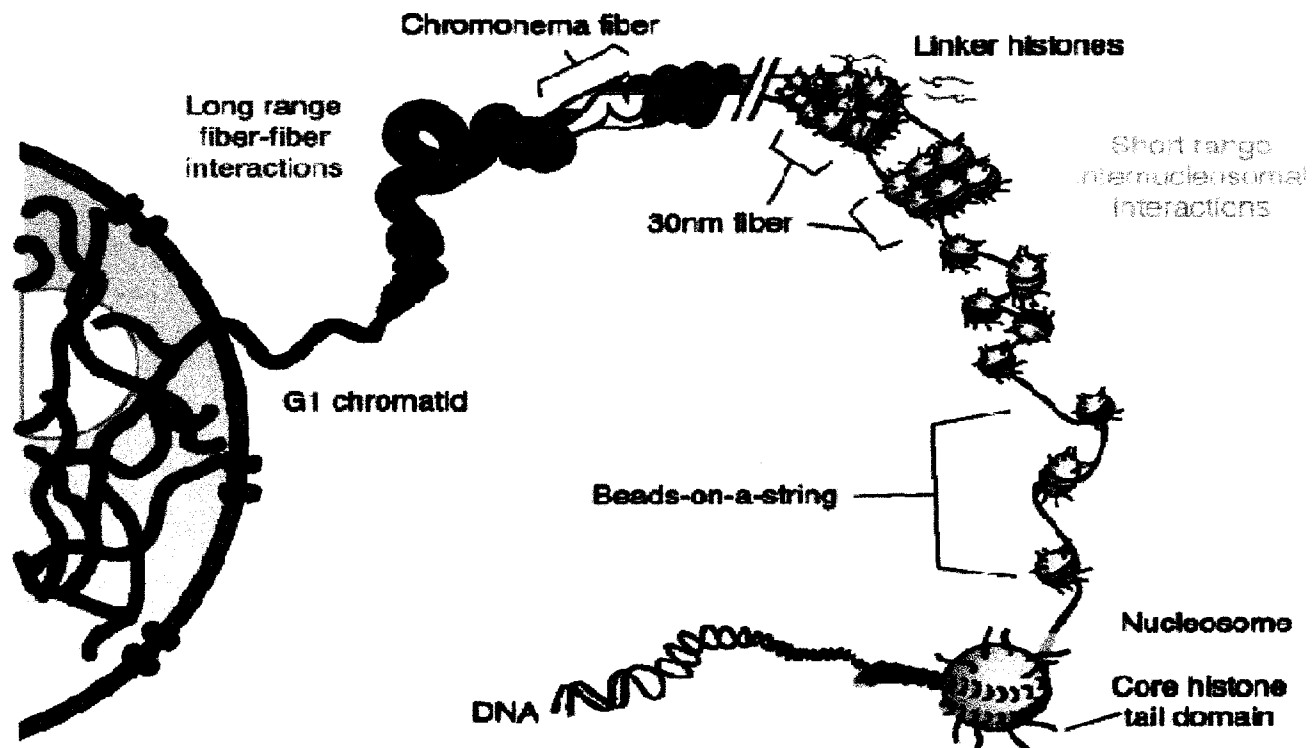 Chromonema fiber
Linker histones
Long range
fiber-fiber
interactions
Short range
internucleosomal
interactions
30nm fiber
G1 chromatid
Beads-on-a-string
Nucleosome
Core histone
tail domain
DNA